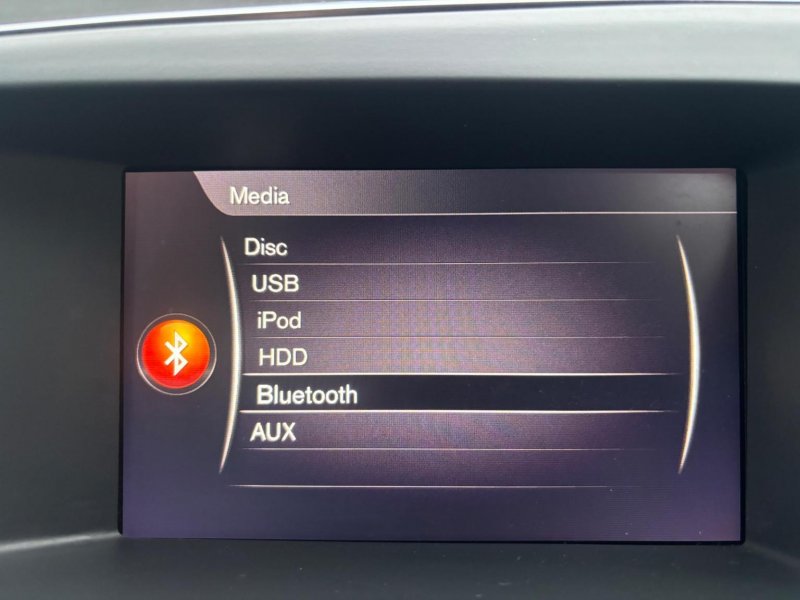 Media
Disc
USB
iPod
HDD
Bluetooth
AUX